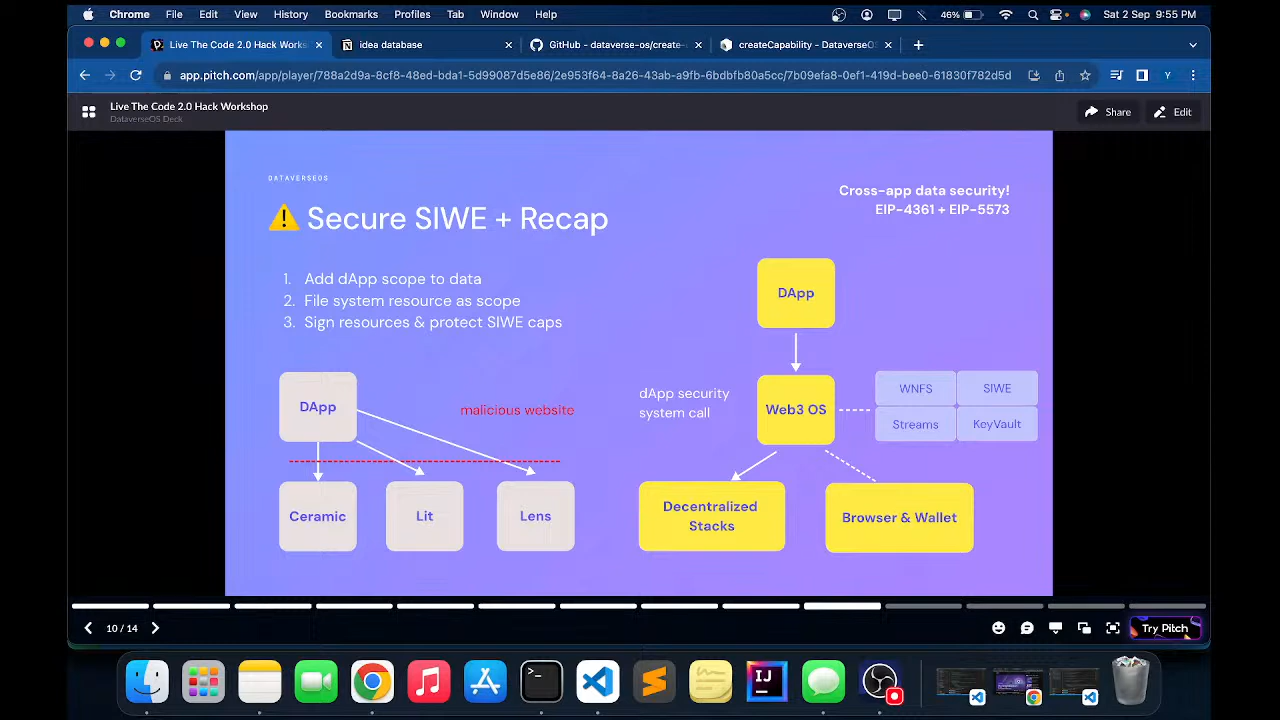 Chrome File Edit View History Bookmarks Profiles Tab Window Help 46% Sat 2 Sep 9:55 PM
Live The Code 2.0 Hack Works
idea database
GitHub - dataverse-os/create-
createCapability - DataverseOS
app.pitch.com/app/player/788a2d9a-8cf8-48ed-bda1-5d99087d5e86/2e953f64-8a26-43ab-a9fb-6bdbfb80a5cc/7b09efa8-0ef1-419d-bee0-61830f782d5d
Y
Live The Code 2.0 Hack Workshop
DataverseOS Deck
Share
Edit
DATAVERSEOS
Secure SIWE + Recap
Cross-app data security!
EIP-4361 + EIP-5573
1. Add dApp scope to data
2. File system resource as scope
3. Sign resources & protect SIWE caps
DApp
malicious website
Ceramic
Lit
Lens
DApp
dApp security
system call
Web3 OS
WNFS
SIWE
Streams
KeyVault
Decentralized
Stacks
Browser & Wallet
10 / 14
Try Pitch
>_
IJ